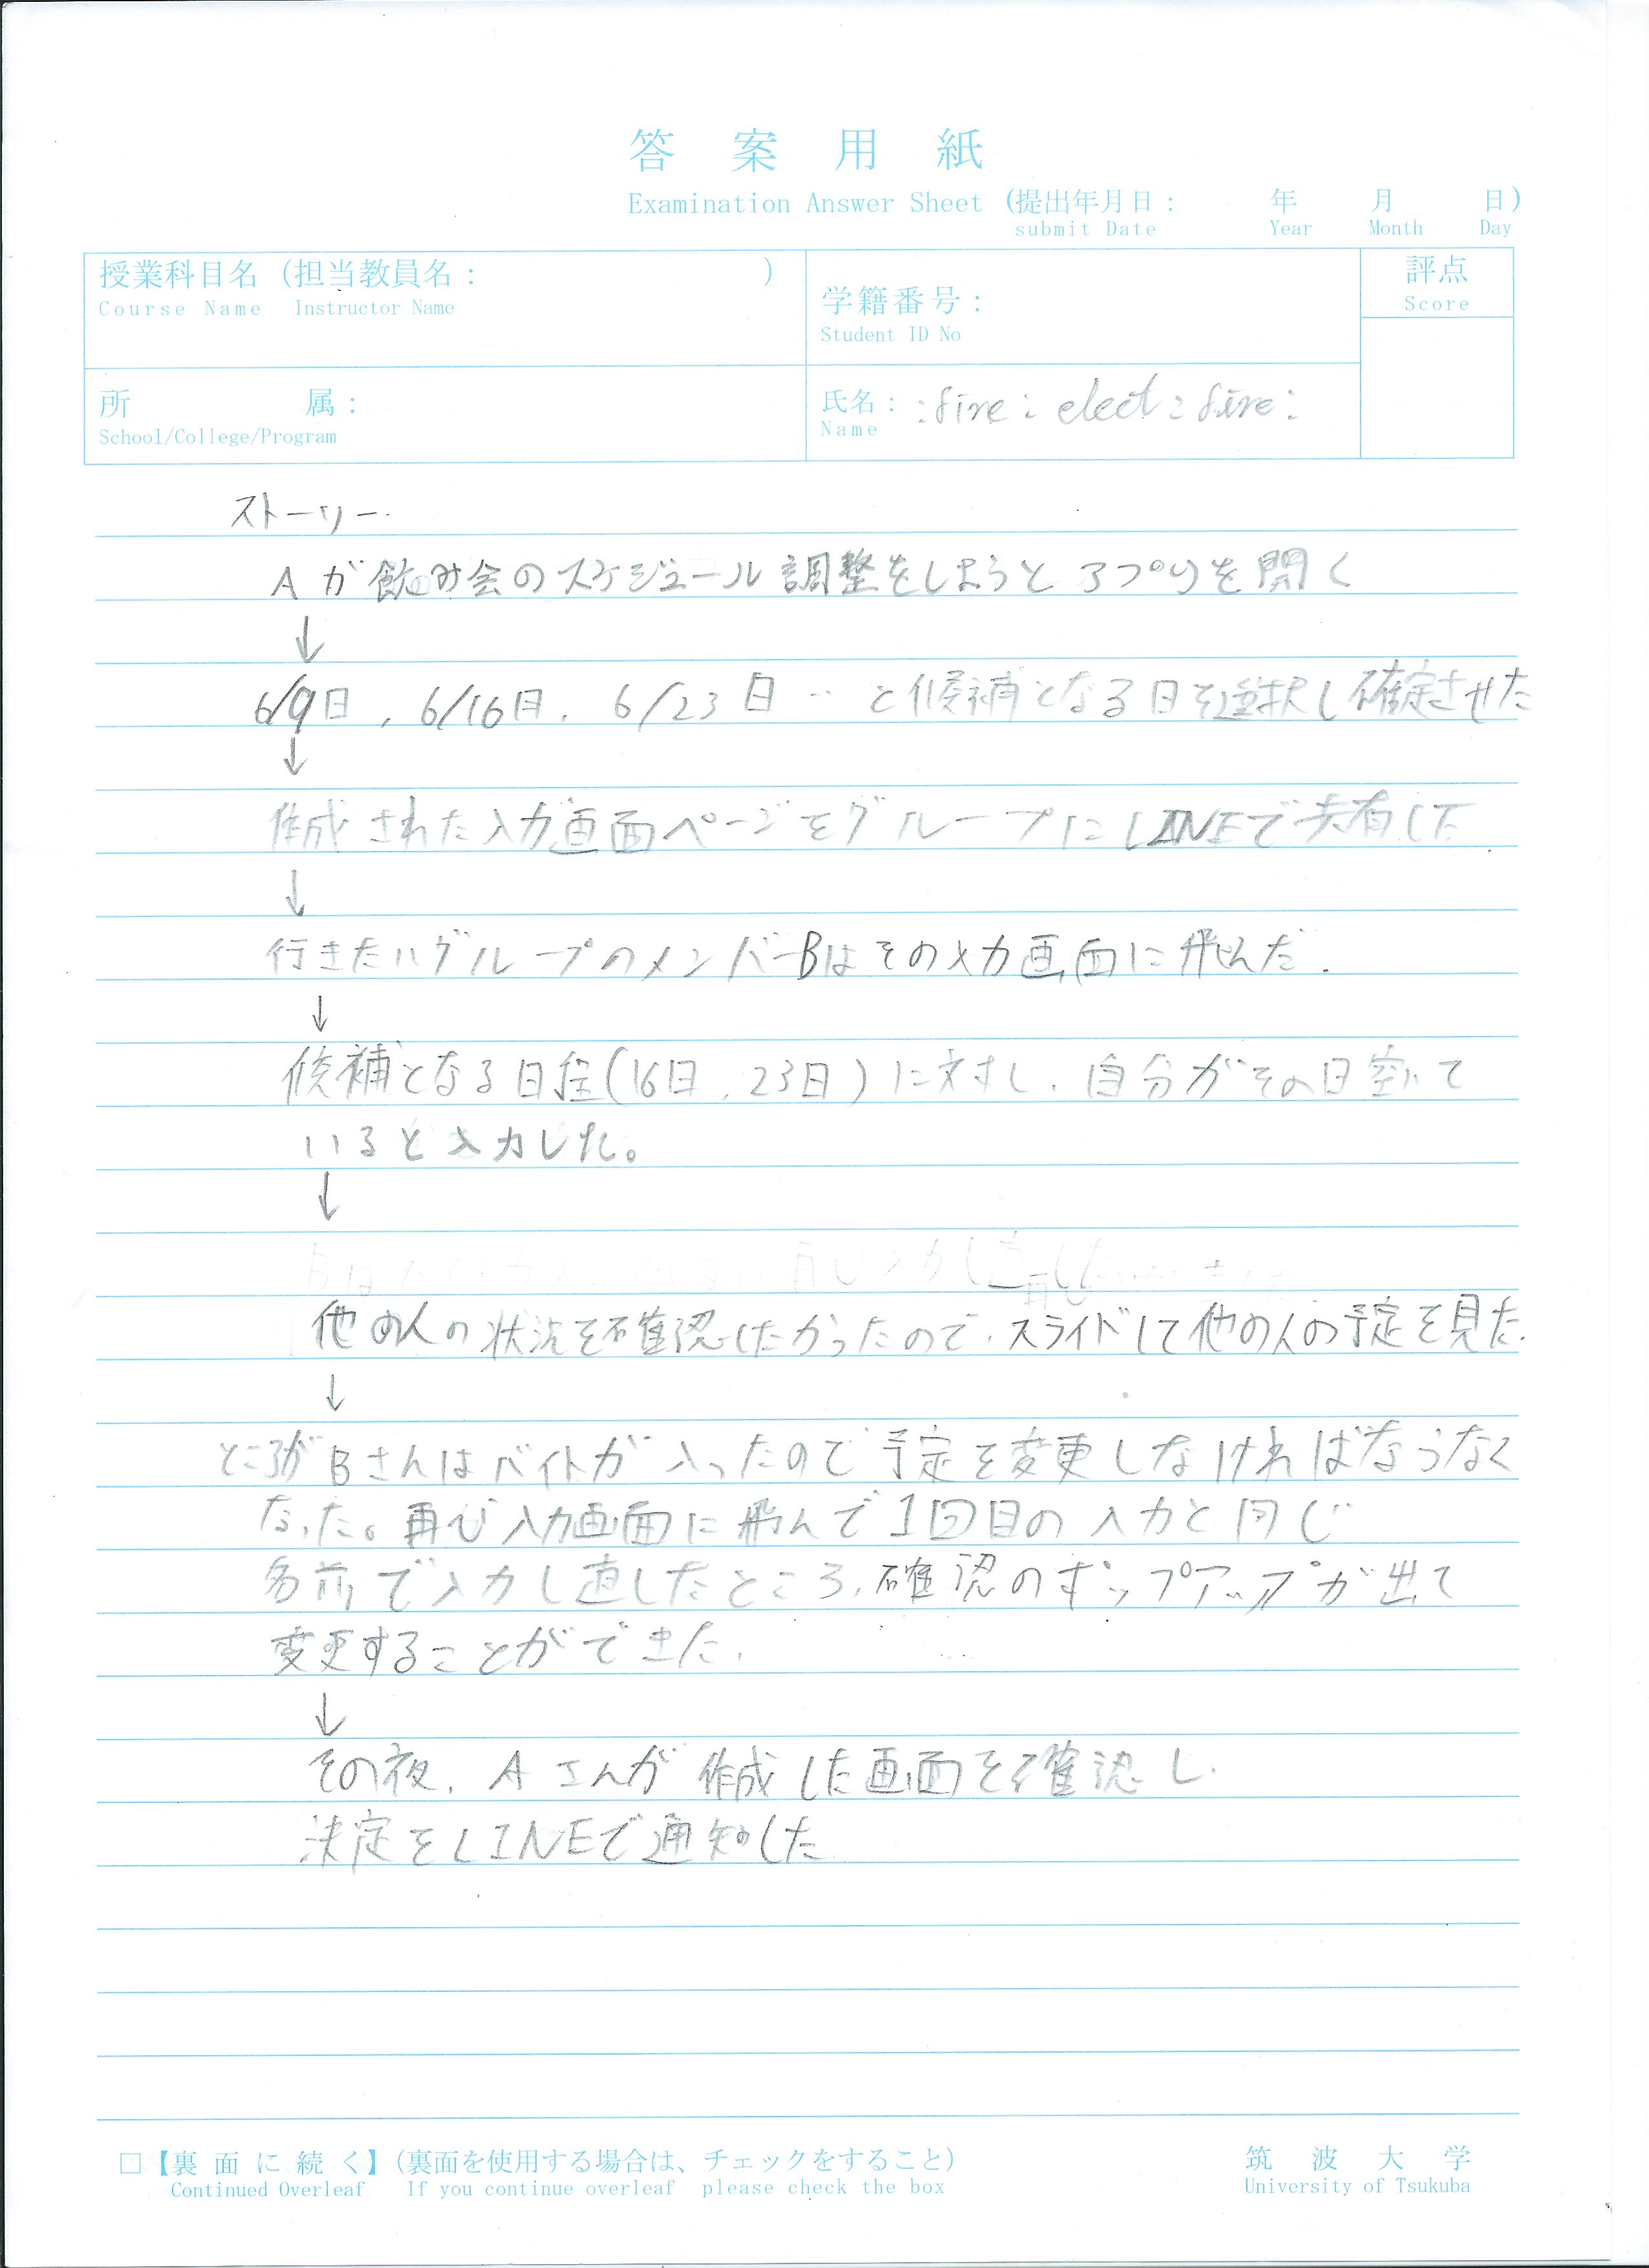 答案用紙
Examination Answer Sheet (提出年月日: 年 月 日)
submit Date Year Month Day
授業科目名 (担当教員名: )
Course Name Instructor Name
学籍番号:
Student ID No
評点
Score
所属:
School/College/Program
氏名: :fire: elect :fire:
Name
ストーリー
Aが飲み会のスケジュール調整をしようとアプリを開く
↓
6/9日, 6/16日, 6/23日 … と候補となる日を選択し確定させた
↓
作成された入力画面ページをグループにLINEで共有した.
↓
行きたいグループのメンバーBはその入力画面に飛んだ.
↓
候補となる日程(16日, 23日)に対し, 自分がその日空いて
いると入力した。
↓
他の人の状況を確認したかったので, スライドして他の人の予定を見た.
↓
ところがBさんはバイトが入ったので予定を変更しなければならなく
なった。再び入力画面に飛んで1回目の入力と同じ
名前で入力し直したところ, 確認のポップアップが出て
変更することができた.
↓
その夜, Aさんが作成した画面を確認し,
決定をLINEで通知した
□【裏面に続く】(裏面を使用する場合は、チェックをすること)
Continued Overleaf If you continue overleaf please check the box
筑波大学
University of Tsukuba